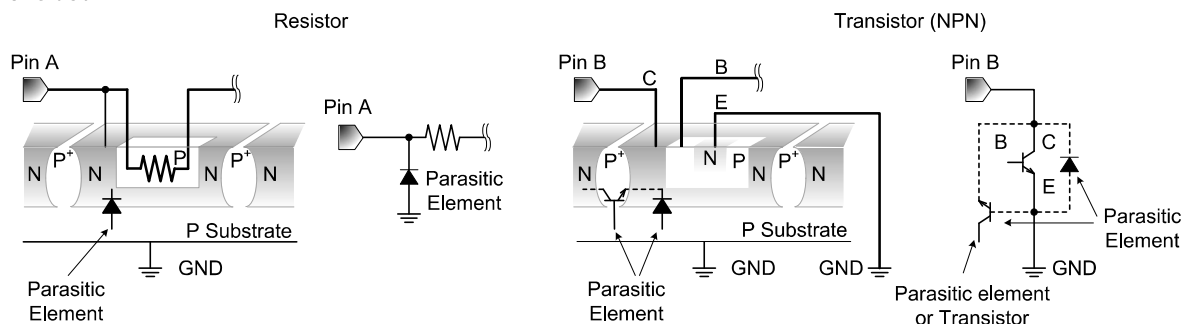 Resistor
Transistor (NPN)
Pin A
N
P+
N
P
P+
N
N
P Substrate
GND
Parasitic
Element
Pin A
Parasitic
Element
Pin B
C
B
E
N
P+
N
P
P+
N
N
P Substrate
GND
GND
Parasitic
Element
Pin B
B
C
E
Parasitic
Element
GND
Parasitic element
or Transistor